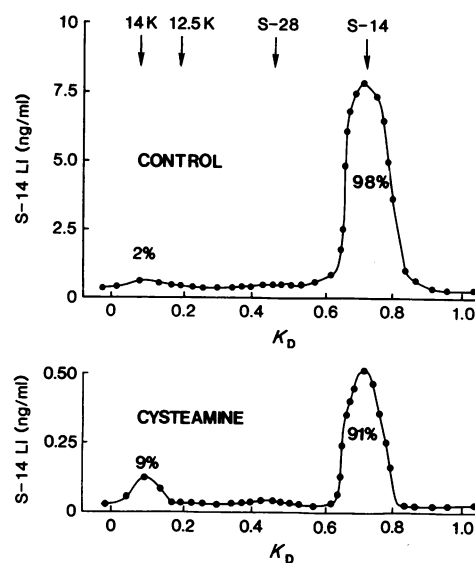 14K 12.5K S-28 S-14
10
7.5
5.0
2.5
0
S-14 LI (ng/ml)
CONTROL
98%
2%
0 0.2 0.4 0.6 0.8 1.0
KD
0.50
0.25
0
S-14 LI (ng/ml)
CYSTEAMINE
9%
91%
0 0.2 0.4 0.6 0.8 1.0
KD